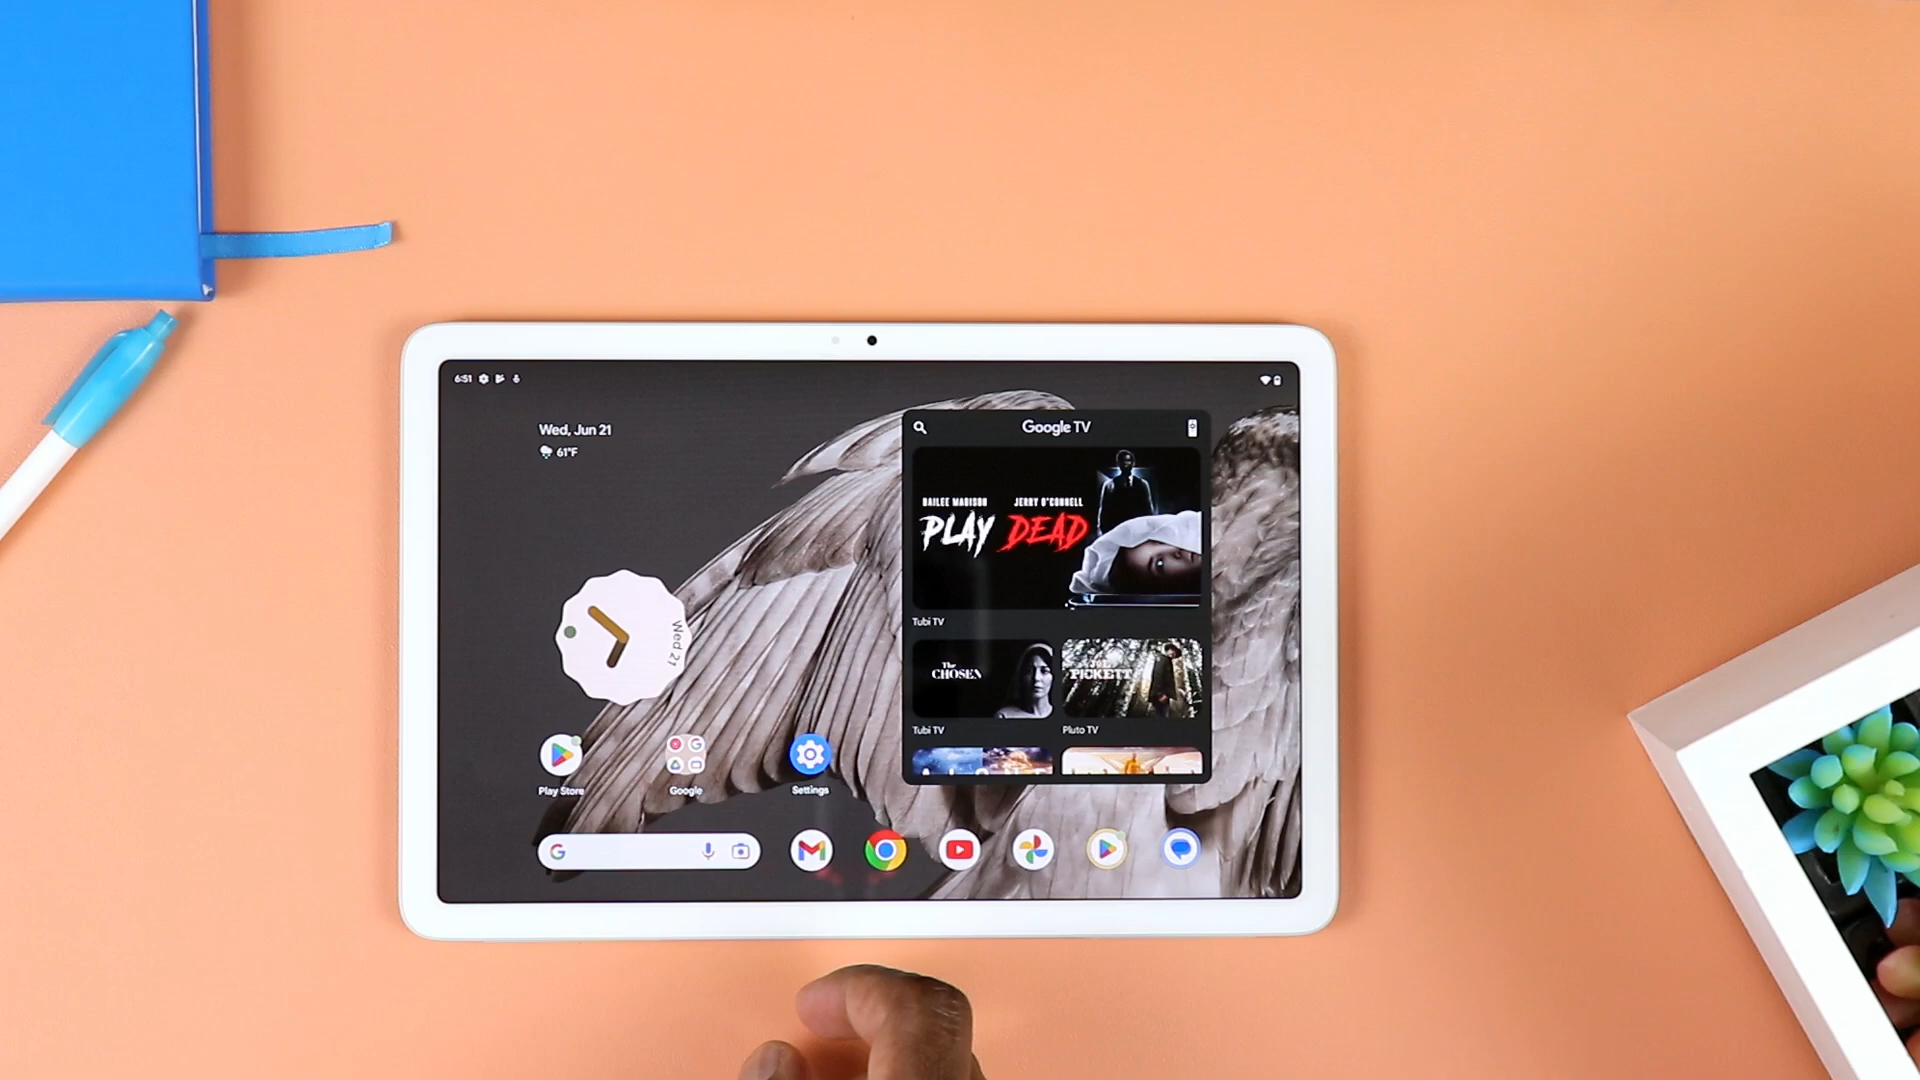 6:51
Wed, Jun 21
61°F
Wed 21
Play Store
Google
Settings
Google TV
BAILEE MADISON JERRY O'CONNELL
PLAY DEAD
Tubi TV
The CHOSEN
JOE PICKETT
Tubi TV
Pluto TV